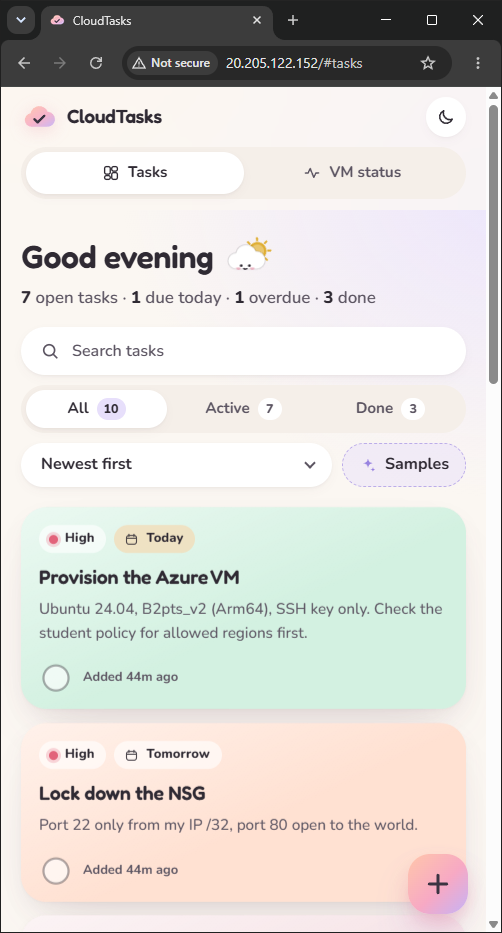 CloudTasks
Not secure
20.205.122.152/#tasks
CloudTasks
Tasks
VM status
Good evening
7 open tasks · 1 due today · 1 overdue · 3 done
Search tasks
All 10
Active 7
Done 3
Newest first
Samples
High
Today
Provision the Azure VM
Ubuntu 24.04, B2pts_v2 (Arm64), SSH key only. Check the
student policy for allowed regions first.
Added 44m ago
High
Tomorrow
Lock down the NSG
Port 22 only from my IP /32, port 80 open to the world.
Added 44m ago